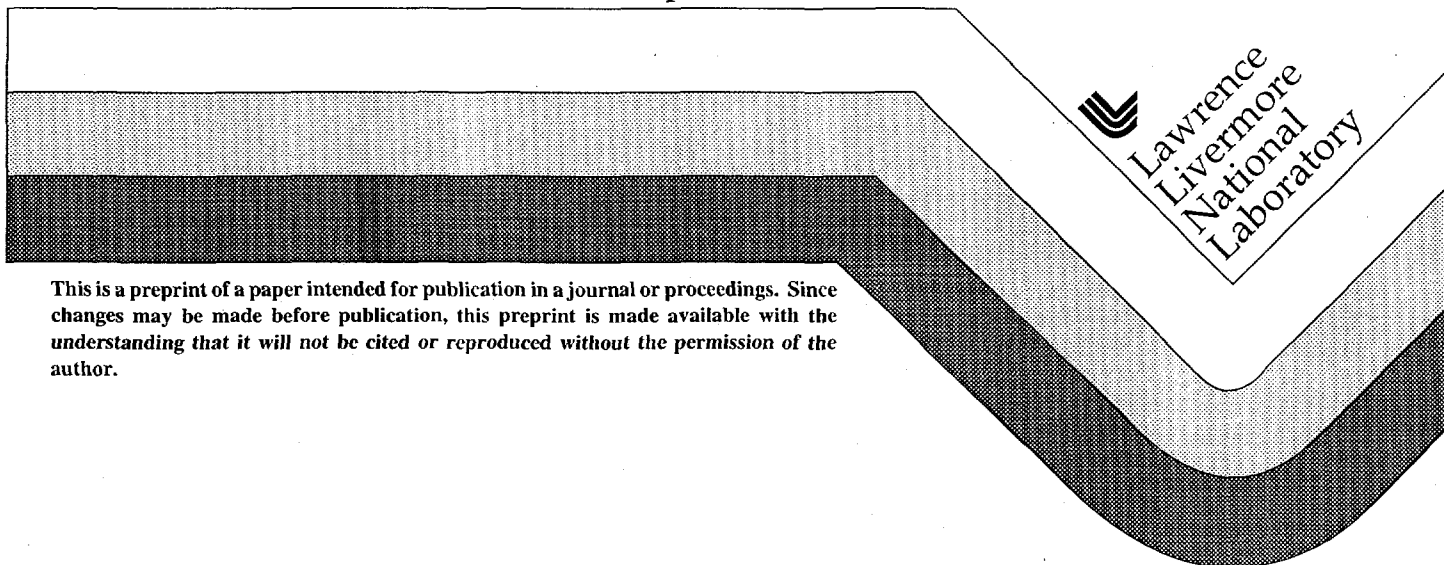 Lawrence
Livermore
National
Laboratory
This is a preprint of a paper intended for publication in a journal or proceedings. Since
changes may be made before publication, this preprint is made available with the
understanding that it will not be cited or reproduced without the permission of the
author.